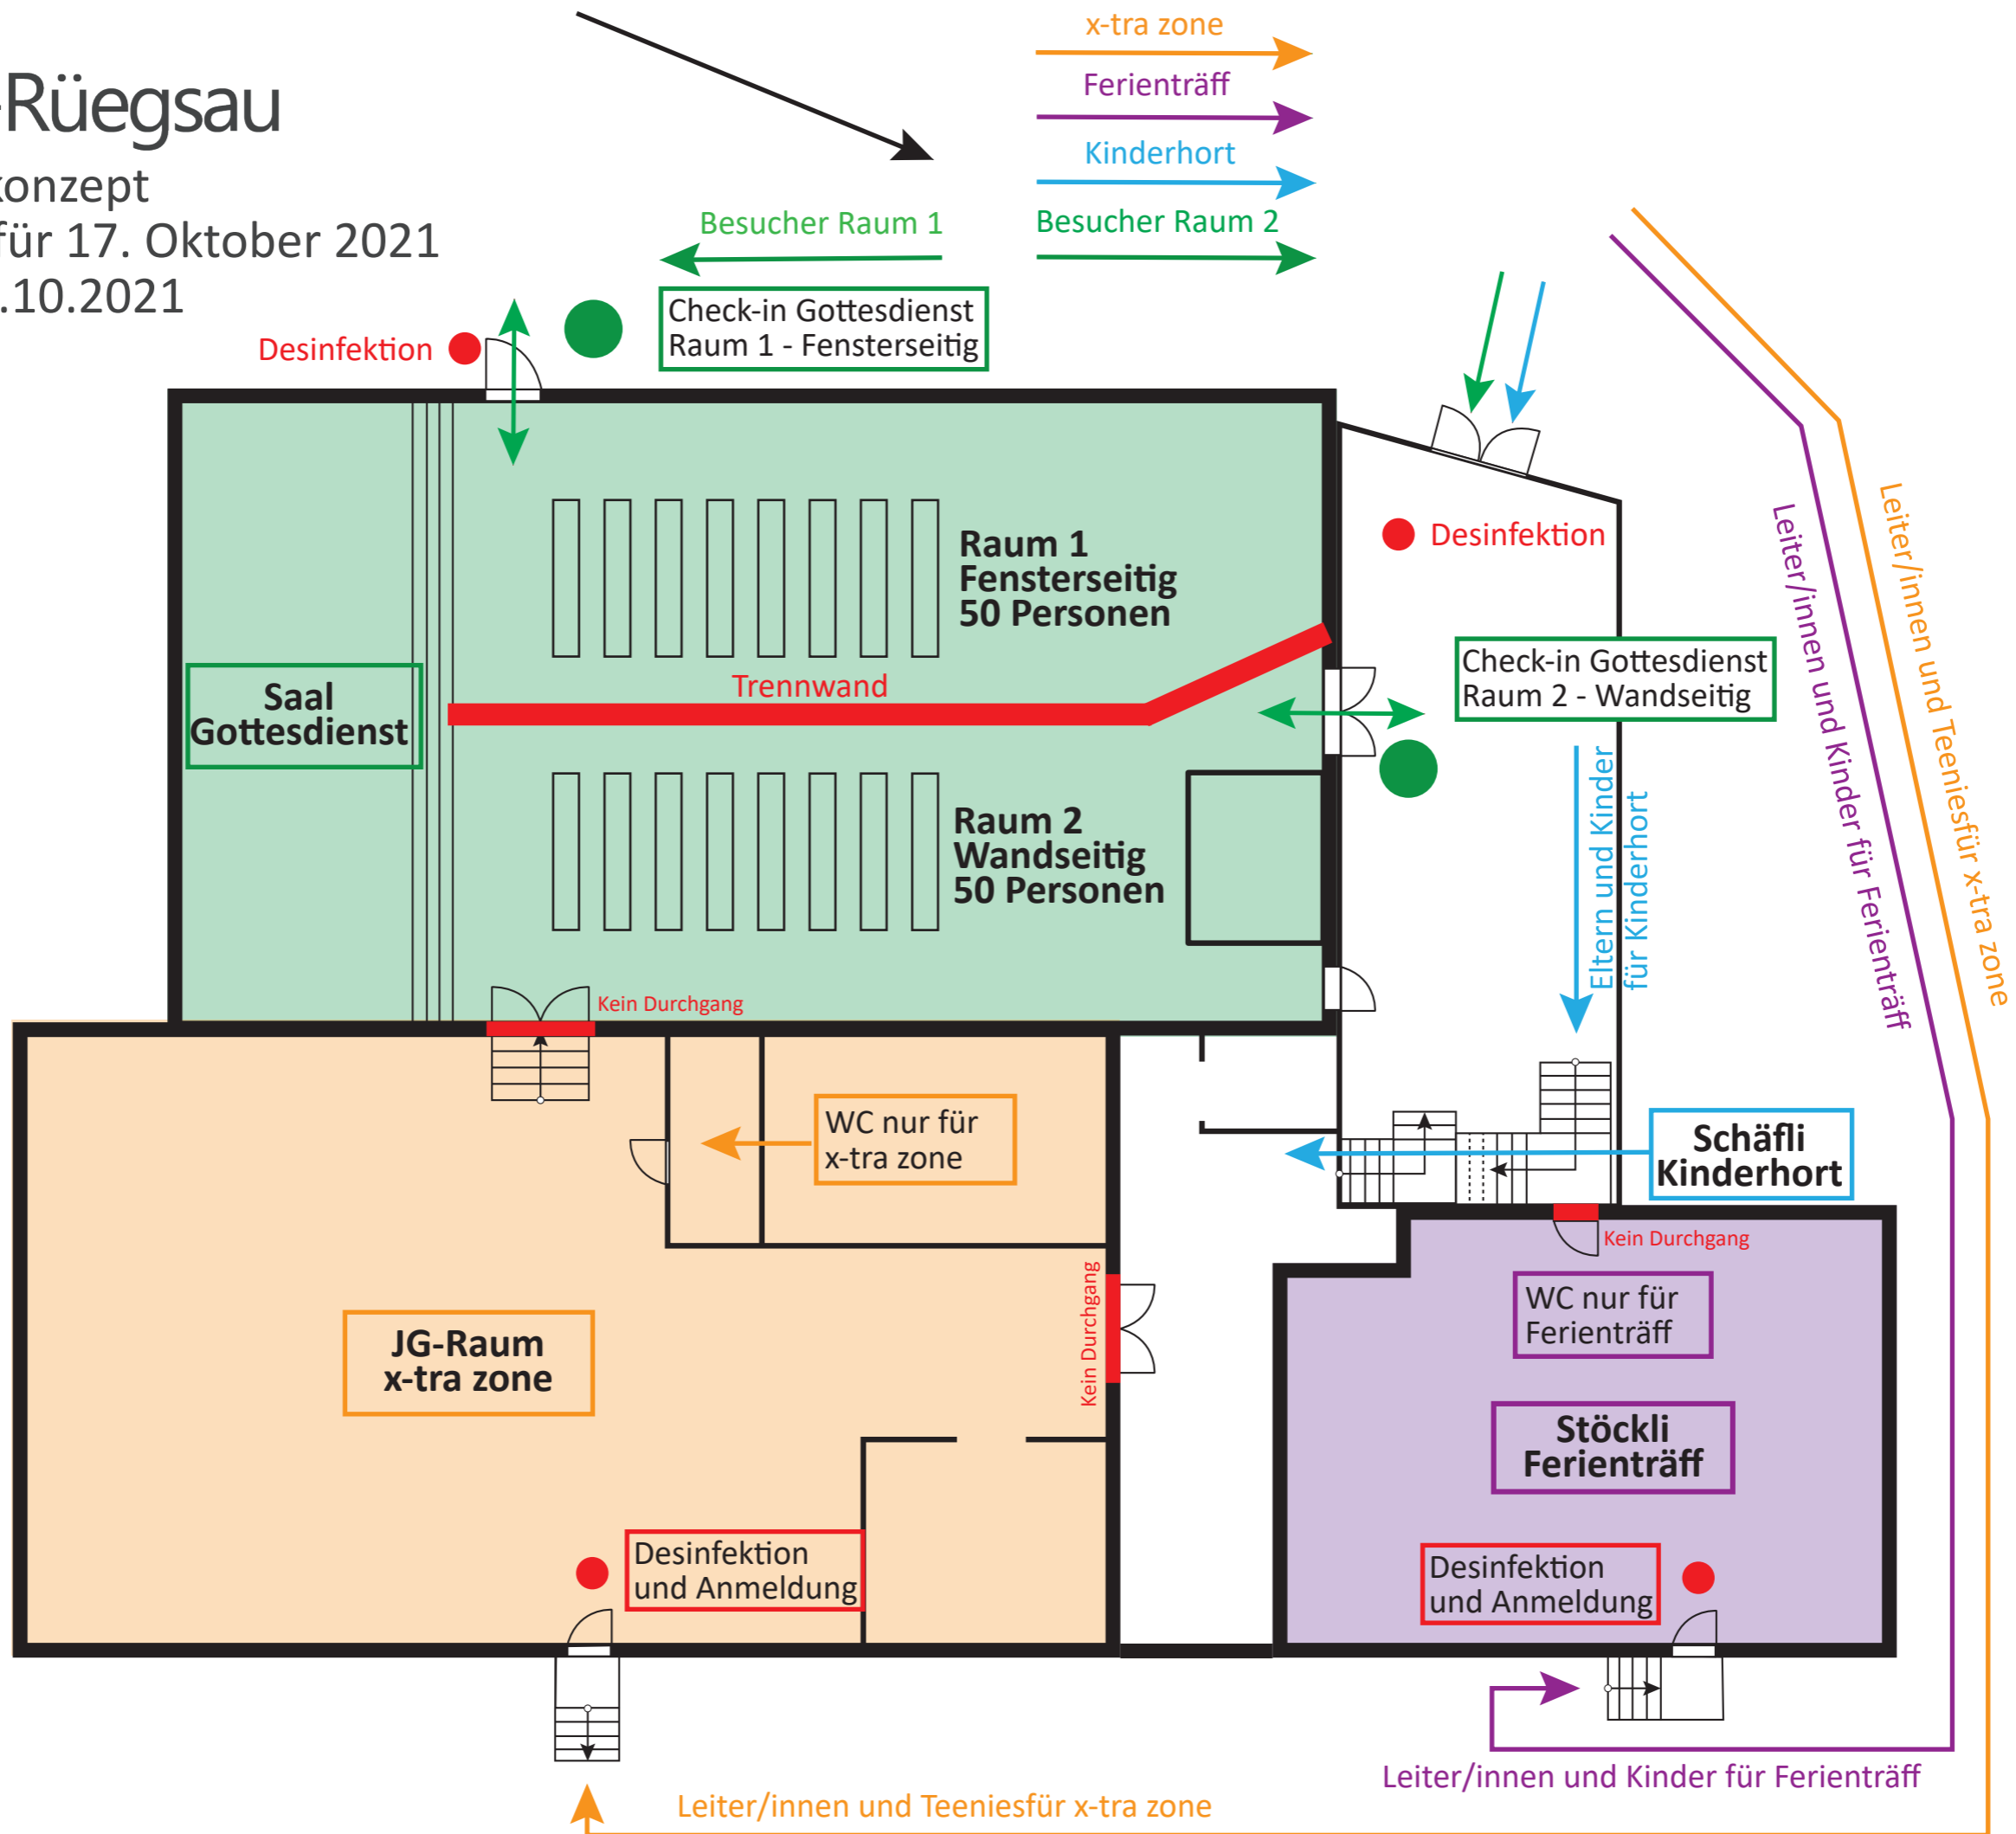 -Rüegsau
konzept
für 17. Oktober 2021
.10.2021
x-tra zone
Ferienträff
Kinderhort
Besucher Raum 1
Besucher Raum 2
Check-in Gottesdienst
Raum 1 - Fensterseitig
Desinfektion
Raum 1
Fensterseitig
50 Personen
Desinfektion
Trennwand
Saal
Gottesdienst
Check-in Gottesdienst
Raum 2 - Wandseitig
Raum 2
Wandseitig
50 Personen
Eltern und Kinder
für Kinderhort
Leiter/innen und Kinder für Ferienträff
Leiter/innen und Teeniesfür x-tra zone
Kein Durchgang
WC nur für
x-tra zone
Schäfli
Kinderhort
Kein Durchgang
Kein Durchgang
WC nur für
Ferienträff
JG-Raum
x-tra zone
Stöckli
Ferienträff
Desinfektion
und Anmeldung
Desinfektion
und Anmeldung
Leiter/innen und Kinder für Ferienträff
Leiter/innen und Teeniesfür x-tra zone